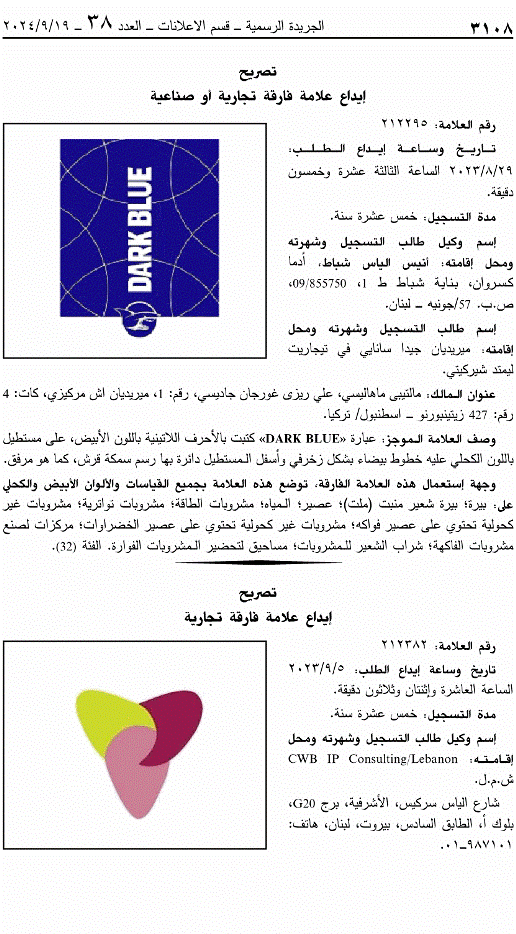 ٣١٠٨
الجريدة الرسمية ــ قسم الاعلانات ــ العدد ٣٨ ــ ٢٠٢٤/٩/١٩
تصريح
إيداع علامة فارقة تجارية أو صناعية
رقم العلامة: ٢١٢٢٩٥
تاريخ وساعة إيداع الطلب:
٢٠٢٣/٨/٢٩ الساعة الثالثة عشرة وخمسون
دقيقة.
مدة التسجيل: خمس عشرة سنة.
إسم وكيل طالب التسجيل وشهرته
ومحل إقامته: أنيس الياس شباط، أدما
كسروان، بناية شباط ط 1، 09/855750،
ص.ب. 57/جونيه ــ لبنان.
إسم طالب التسجيل وشهرته ومحل
إقامته: ميريديان جيدا سانايي في تيجاريت
ليمتد شيركيتي.
DARK BLUE
عنوان المالك: مالتيبى ماهاليسي، علي ريزى غورجان جاديسي، رقم: 1، ميريديان اش مركيزي، كات: 4
رقم: 427 زيتينبورنو ــ اسطنبول/ تركيا.
وصف العلامة الموجز: عبارة «DARK BLUE» كتبت بالأحرف اللاتينية باللون الأبيض، على مستطيل
باللون الكحلي عليه خطوط بيضاء بشكل زخرفي وأسفل المستطيل دائرة بها رسم سمكة قرش، كما هو مرفق.
وجهة إستعمال هذه العلامة الفارقة، توضع هذه العلامة بجميع القياسات والألوان الأبيض والكحلي
على: بيرة؛ بيرة شعير منبت (ملت)؛ عصير؛ المياه؛ مشروبات الطاقة؛ مشروبات تواترية؛ مشروبات غير
كحولية تحتوي على عصير فواكه؛ مشروبات غير كحولية تحتوي على عصير الخضراوات؛ مركزات لصنع
مشروبات الفاكهة؛ شراب الشعير للمشروبات؛ مساحيق لتحضير المشروبات الفوارة. الفئة (32).
تصريح
إيداع علامة فارقة تجارية
رقم العلامة: ٢١٢٣٨٢
تاريخ وساعة إيداع الطلب: ٢٠٢٣/٩/٥
الساعة العاشرة وإثنتان وثلاثون دقيقة.
مدة التسجيل: خمس عشرة سنة.
إسم وكيل طالب التسجيل وشهرته ومحل
إقامته: CWB IP Consulting/Lebanon
ش.م.ل.
شارع الياس سركيس، الأشرفية، برج G20،
بلوك أ، الطابق السادس، بيروت، لبنان، هاتف:
٠١ــ٩٨٧١٠١.